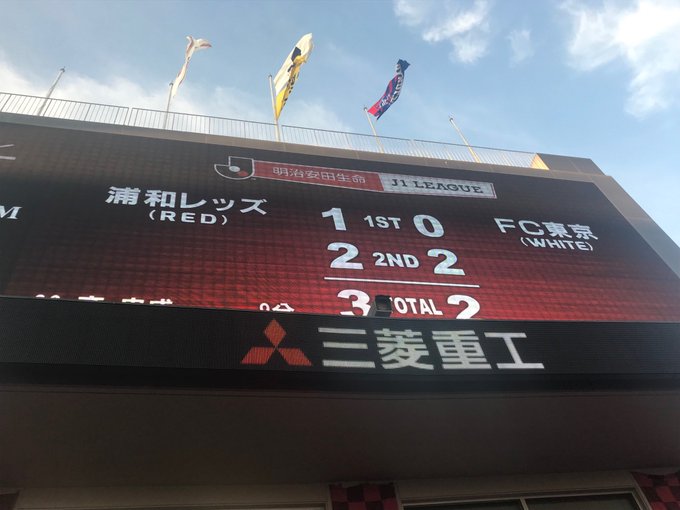 明治安田生命 J1 LEAGUE
浦和レッズ 1 1ST 0 FC東京
(RED) (WHITE)
2 2ND 2
3 TOTAL 2
三菱重工